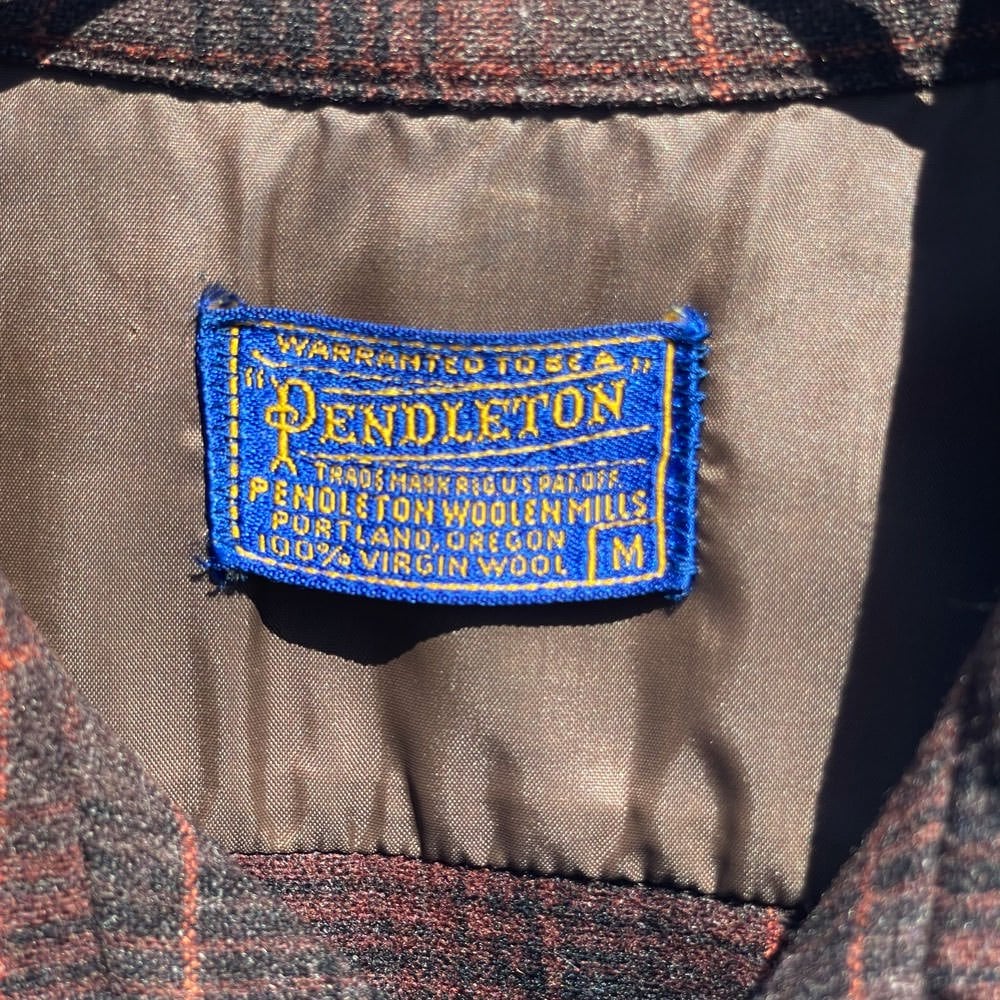 WARRANTED TO BE A
"PENDLETON"
TRADE MARK REG. U.S. PAT. OFF.
PENDLETON WOOLEN MILLS
PORTLAND, OREGON
100% VIRGIN WOOL
M